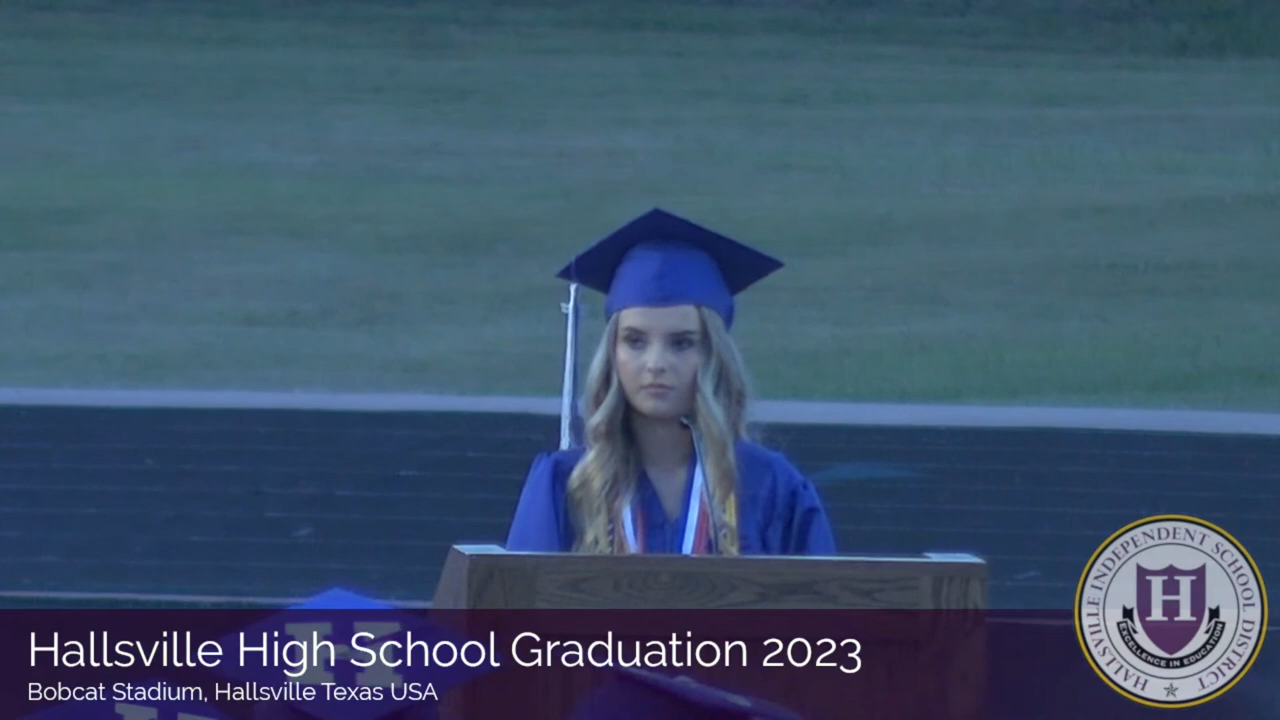 Hallsville High School Graduation 2023
Bobcat Stadium, Hallsville Texas USA
HALLSVILLE INDEPENDENT SCHOOL DISTRICT
H
EXCELLENCE IN EDUCATION
H